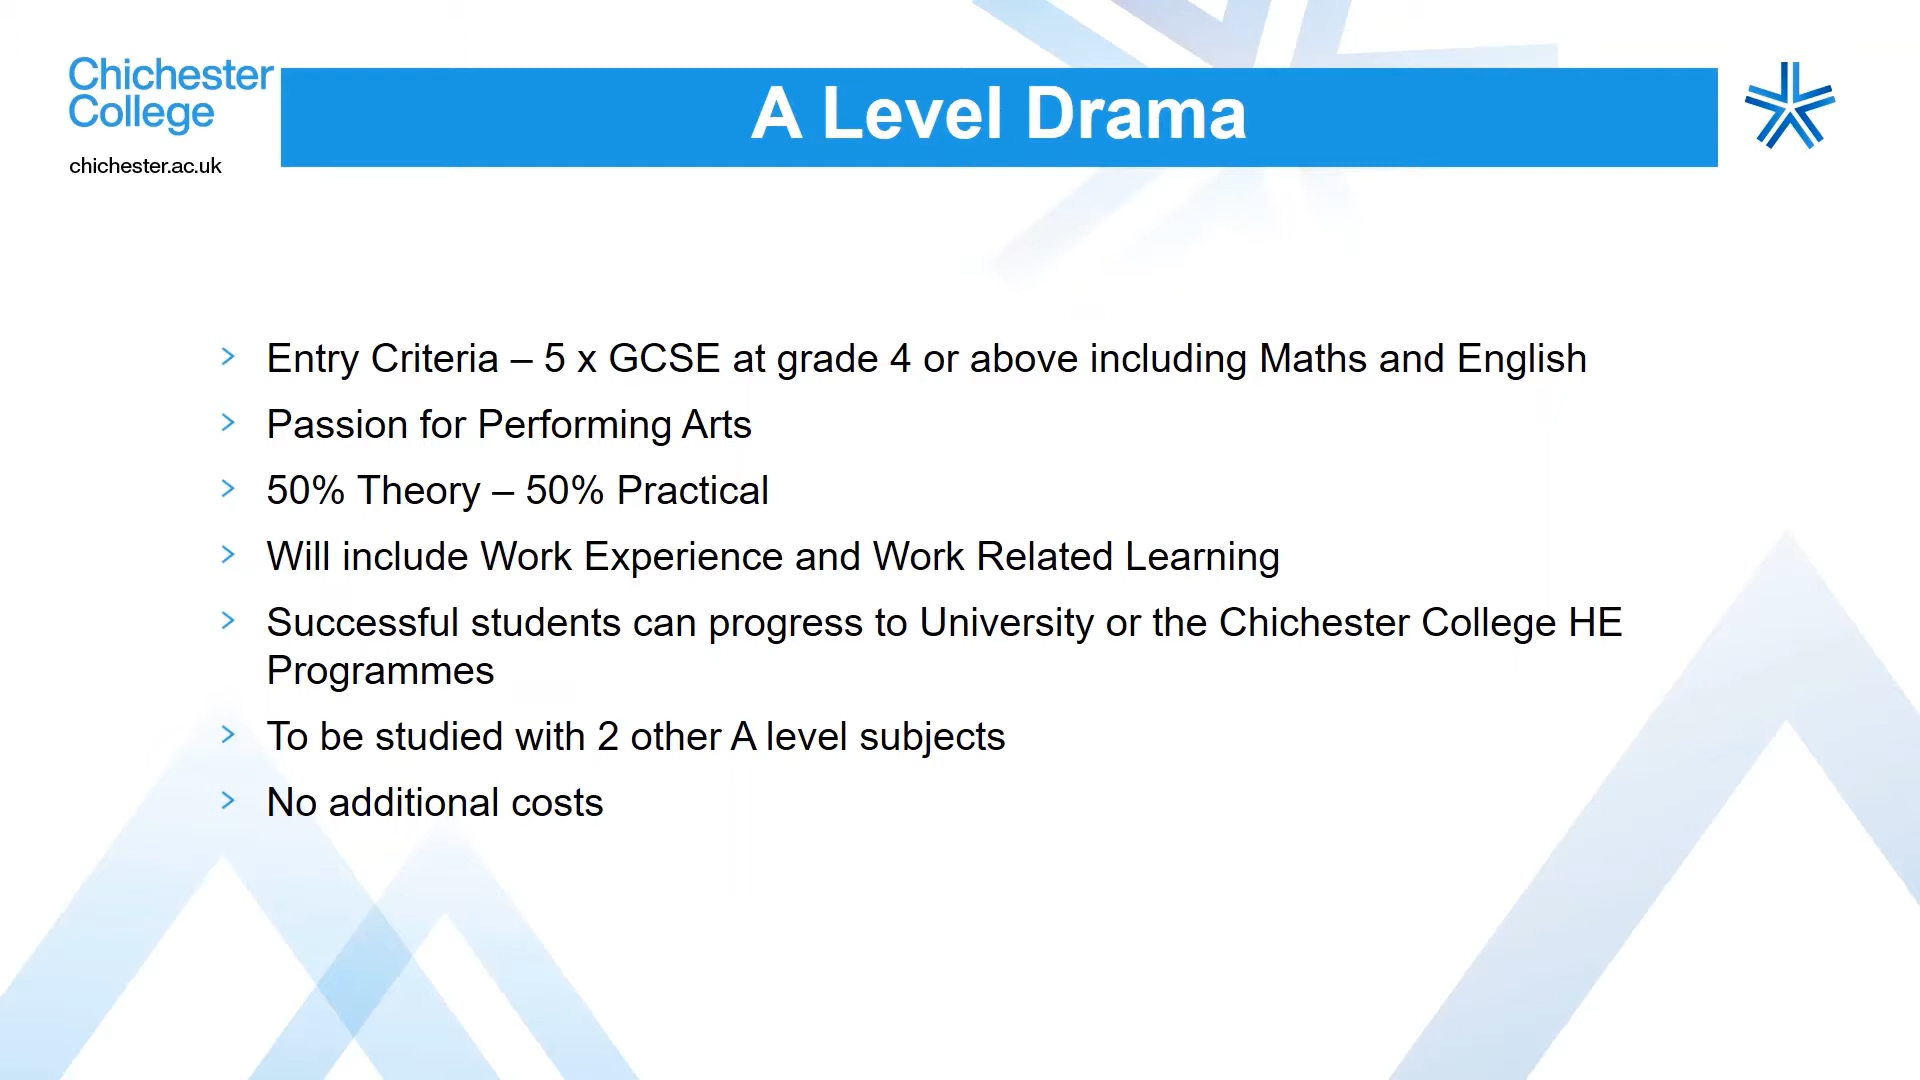 Chichester
College
chichester.ac.uk
A Level Drama
Entry Criteria – 5 x GCSE at grade 4 or above including Maths and English
Passion for Performing Arts
50% Theory – 50% Practical
Will include Work Experience and Work Related Learning
Successful students can progress to University or the Chichester College HE
Programmes
To be studied with 2 other A level subjects
No additional costs